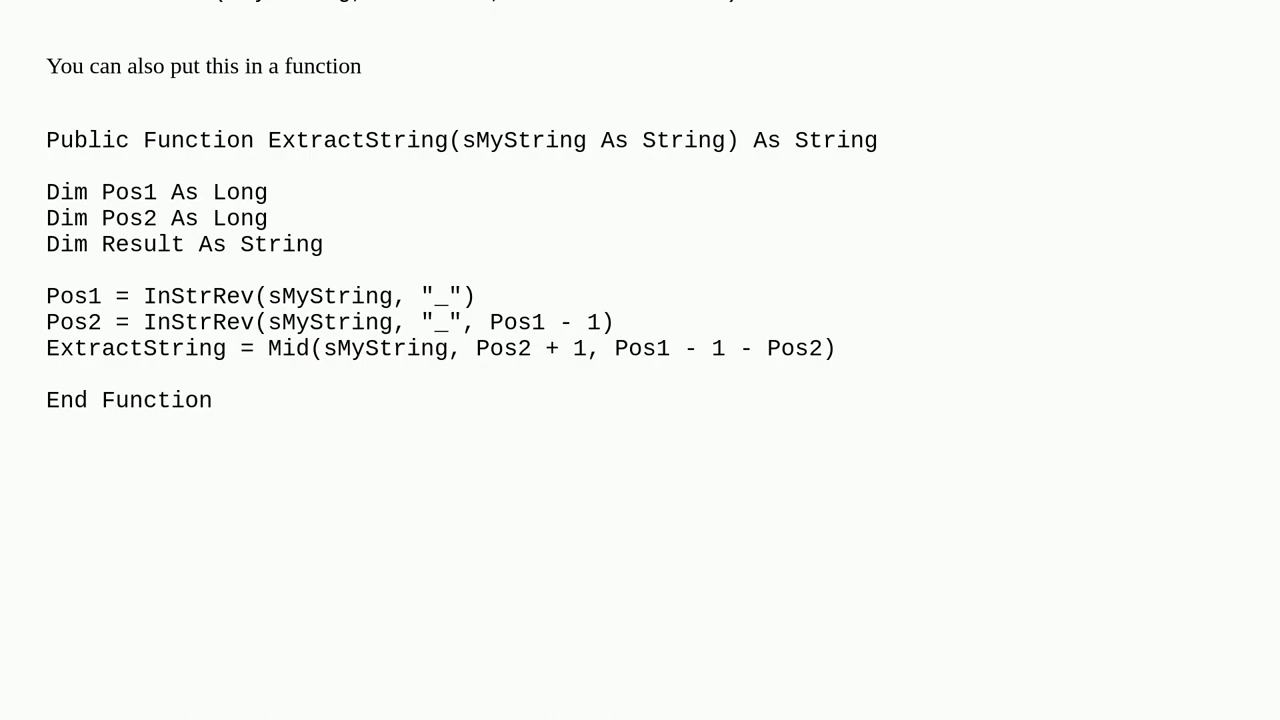 You can also put this in a function
Public Function ExtractString(sMyString As String) As String
Dim Pos1 As Long
Dim Pos2 As Long
Dim Result As String
Pos1 = InStrRev(sMyString, "_")
Pos2 = InStrRev(sMyString, "_", Pos1 - 1)
ExtractString = Mid(sMyString, Pos2 + 1, Pos1 - 1 - Pos2)
End Function